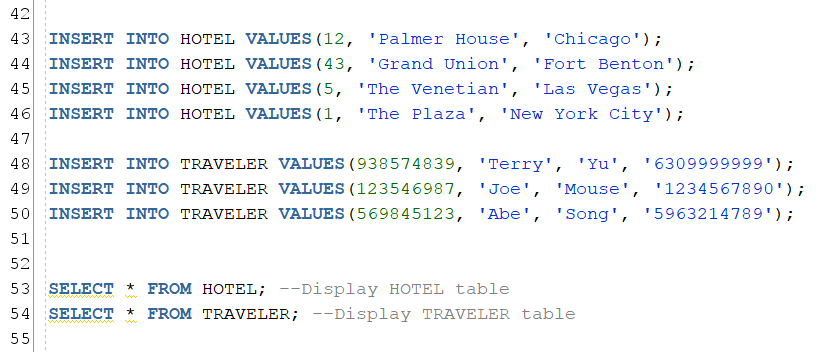 42
43 INSERT INTO HOTEL VALUES(12, 'Palmer House', 'Chicago');
44 INSERT INTO HOTEL VALUES(43, 'Grand Union', 'Fort Benton');
45 INSERT INTO HOTEL VALUES(5, 'The Venetian', 'Las Vegas');
46 INSERT INTO HOTEL VALUES(1, 'The Plaza', 'New York City');
47
48 INSERT INTO TRAVELER VALUES(938574839, 'Terry', 'Yu', '6309999999');
49 INSERT INTO TRAVELER VALUES(123546987, 'Joe', 'Mouse', '1234567890');
50 INSERT INTO TRAVELER VALUES(569845123, 'Abe', 'Song', '5963214789');
51
52
53 SELECT * FROM HOTEL; --Display HOTEL table
54 SELECT * FROM TRAVELER; --Display TRAVELER table
55